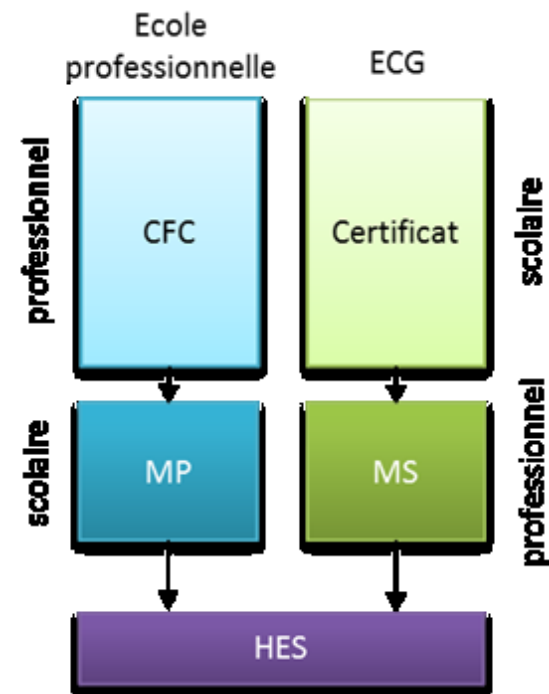 Ecole
professionnelle
ECG
professionnel
CFC
Certificat
scolaire
scolaire
MP
MS
professionnel
HES